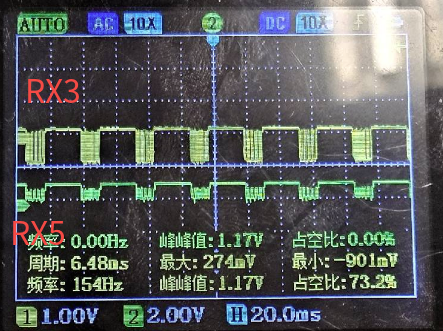 AUTO AC 10X 2 DC 10X
RX3
RX5
频率: 0.00Hz 峰峰值: 1.17V 占空比: 0.00%
周期: 6.48ms 最大: 274mV 最小: -901mV
频率: 154Hz 峰峰值: 1.17V 占空比: 73.2%
1 1.00V 2 2.00V H 20.0ms